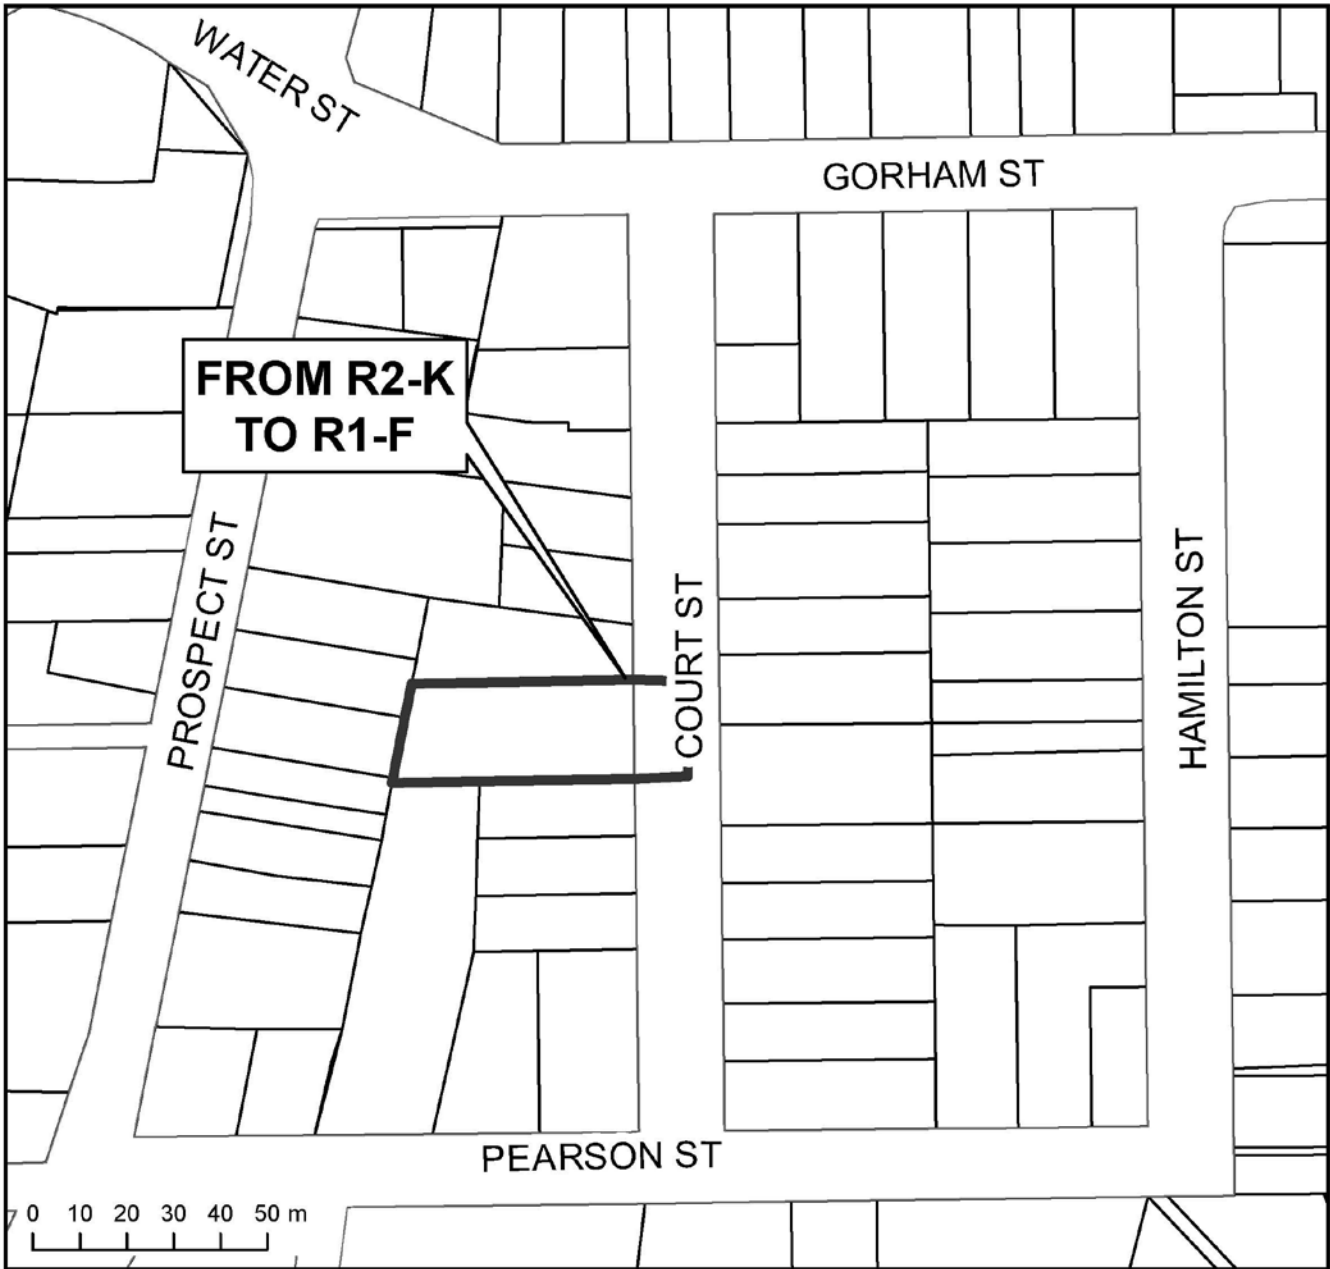 WATER ST
GORHAM ST
FROM R2-K
TO R1-F
PROSPECT ST
COURT ST
HAMILTON ST
PEARSON ST
0 10 20 30 40 50 m